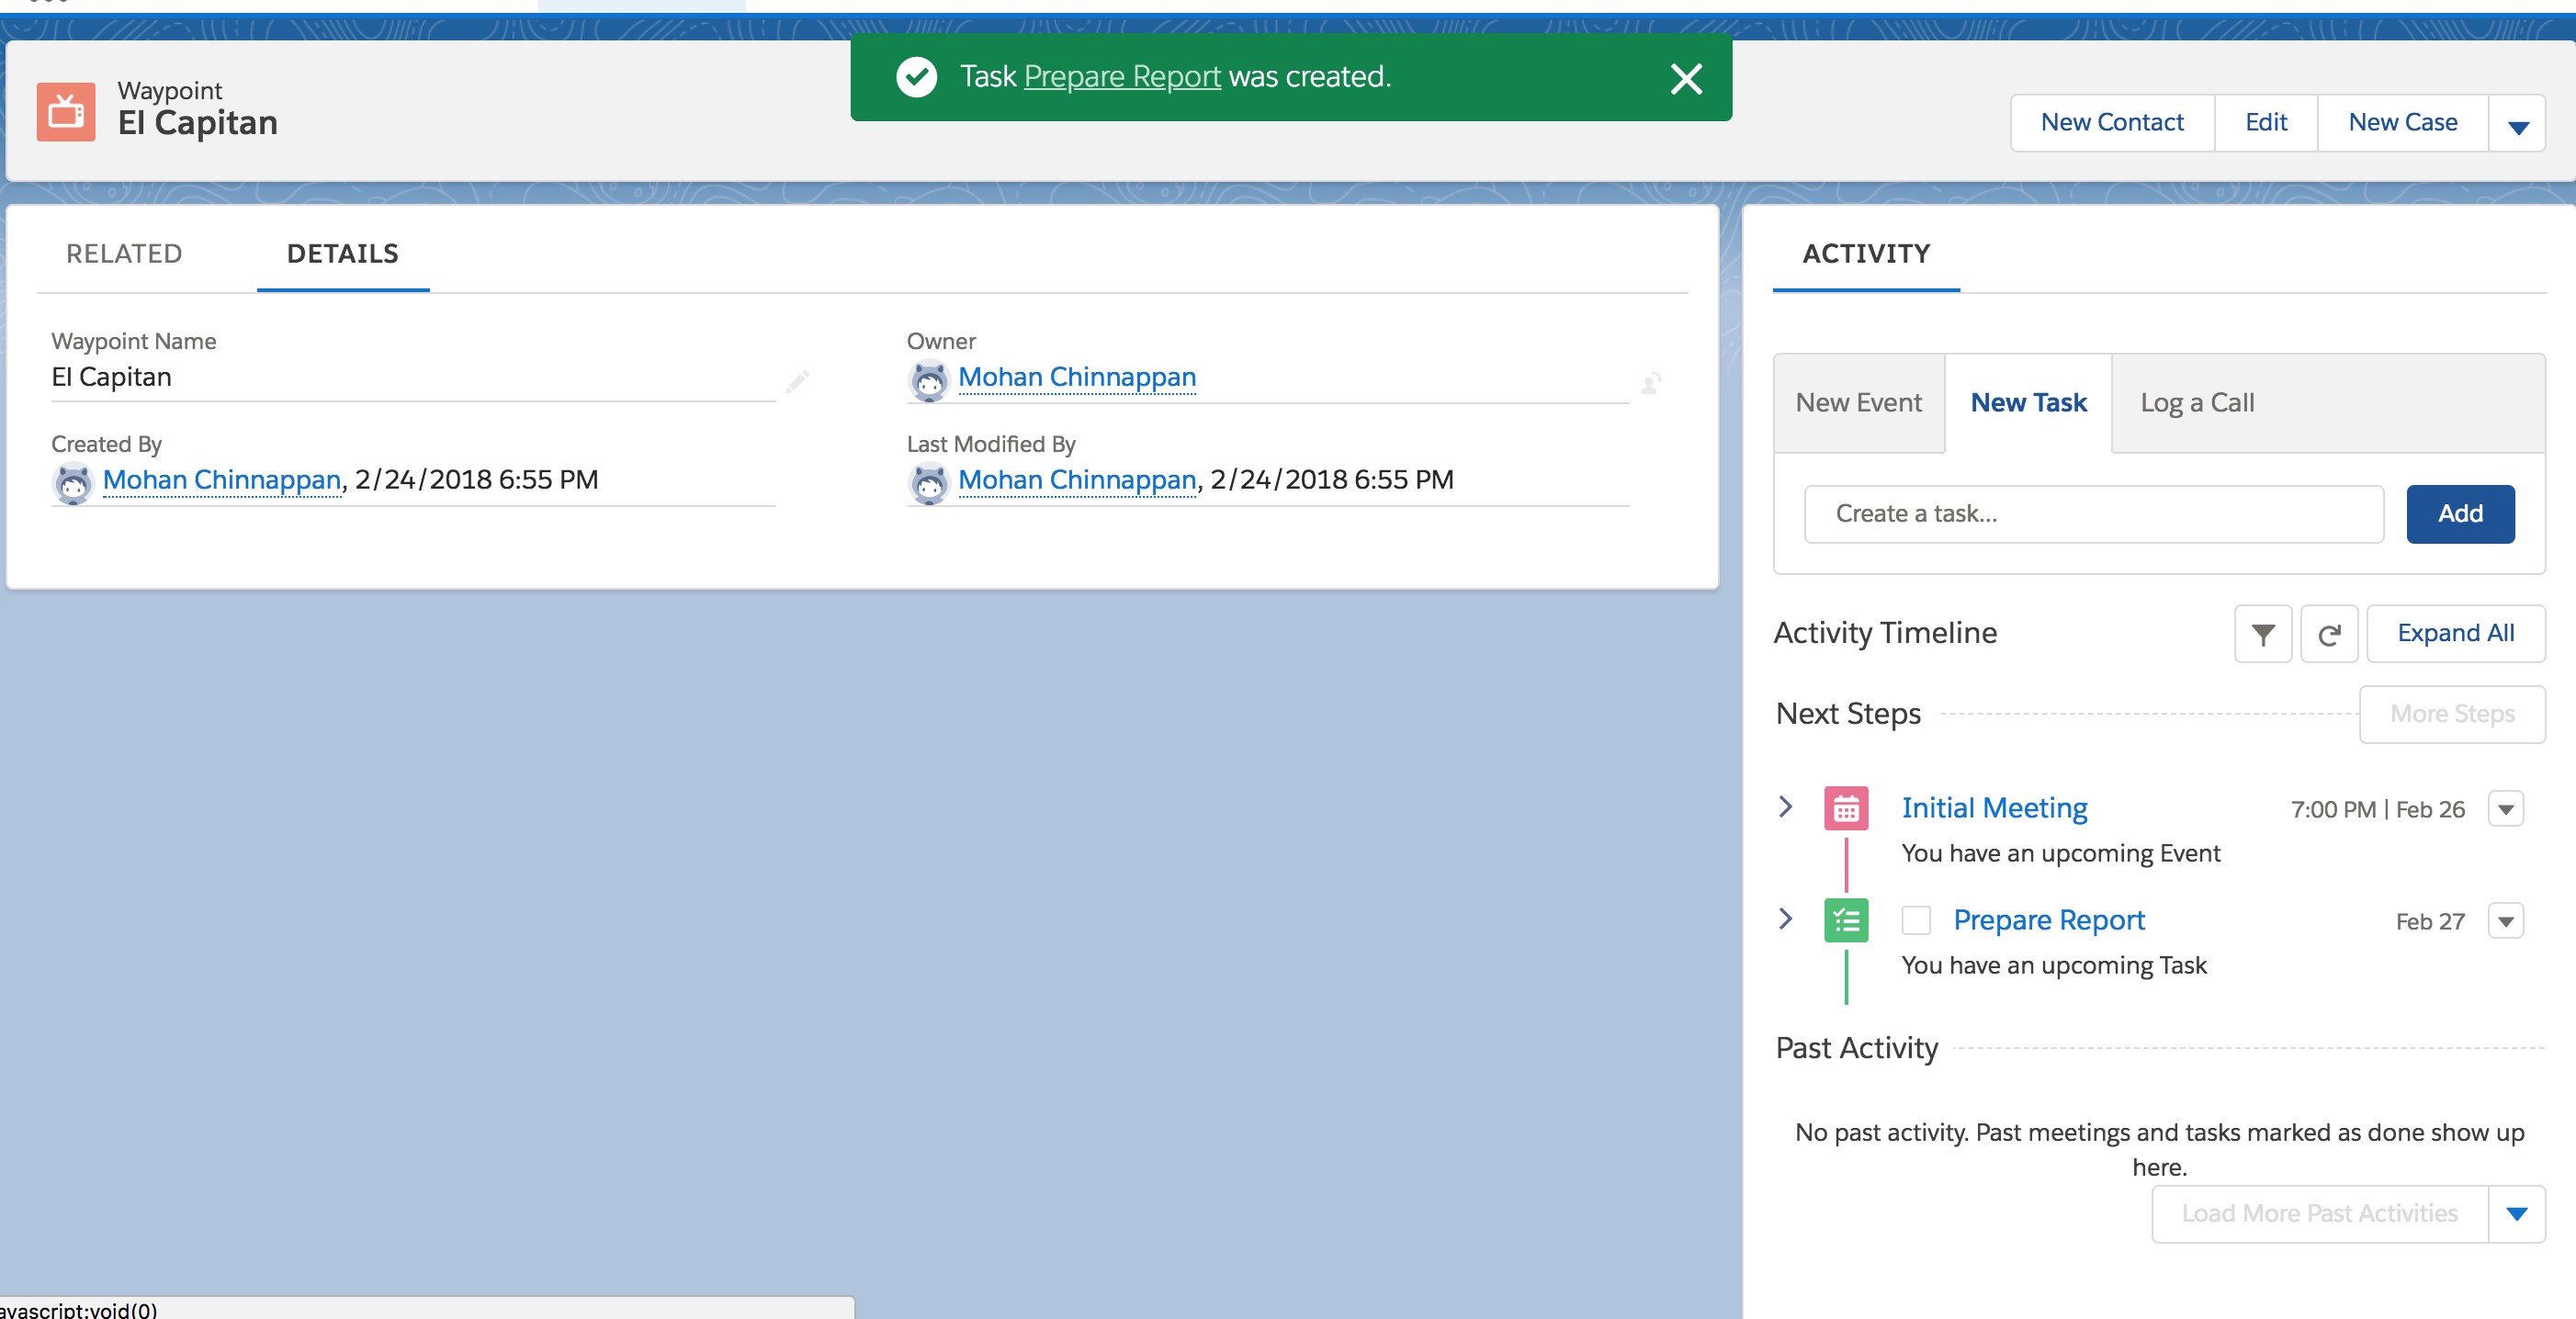 Task Prepare Report was created.
Waypoint
El Capitan
New Contact
Edit
New Case
RELATED
DETAILS
Waypoint Name
El Capitan
Owner
Mohan Chinnappan
Created By
Mohan Chinnappan, 2/24/2018 6:55 PM
Last Modified By
Mohan Chinnappan, 2/24/2018 6:55 PM
ACTIVITY
New Event
New Task
Log a Call
Create a task...
Add
Activity Timeline
Expand All
Next Steps
More Steps
Initial Meeting
7:00 PM | Feb 26
You have an upcoming Event
Prepare Report
Feb 27
You have an upcoming Task
Past Activity
No past activity. Past meetings and tasks marked as done show up
here.
Load More Past Activities
avascript:void(0)